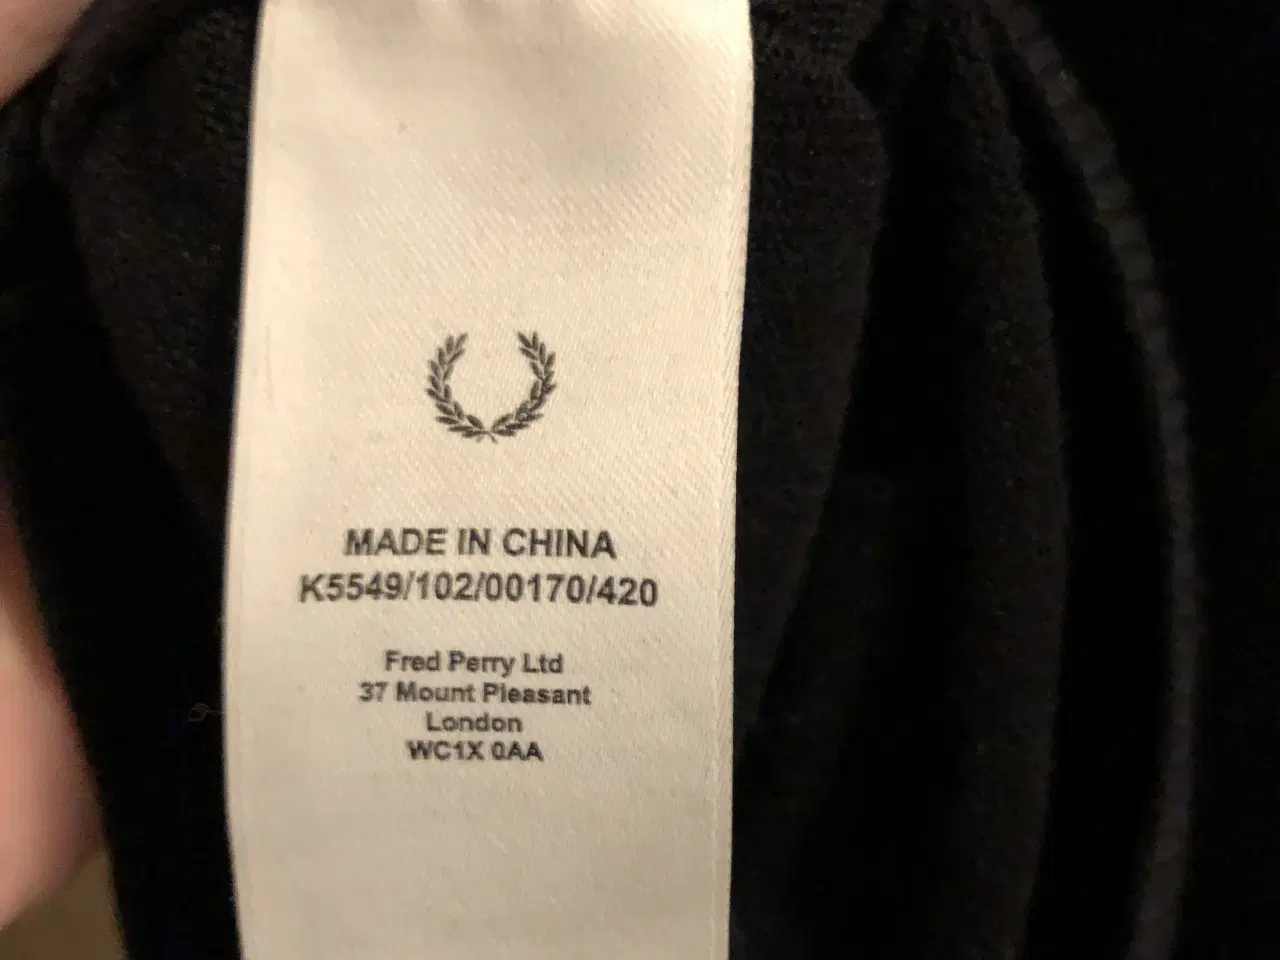 MADE IN CHINA
K5549/102/00170/420
Fred Perry Ltd
37 Mount Pleasant
London
WC1X 0AA